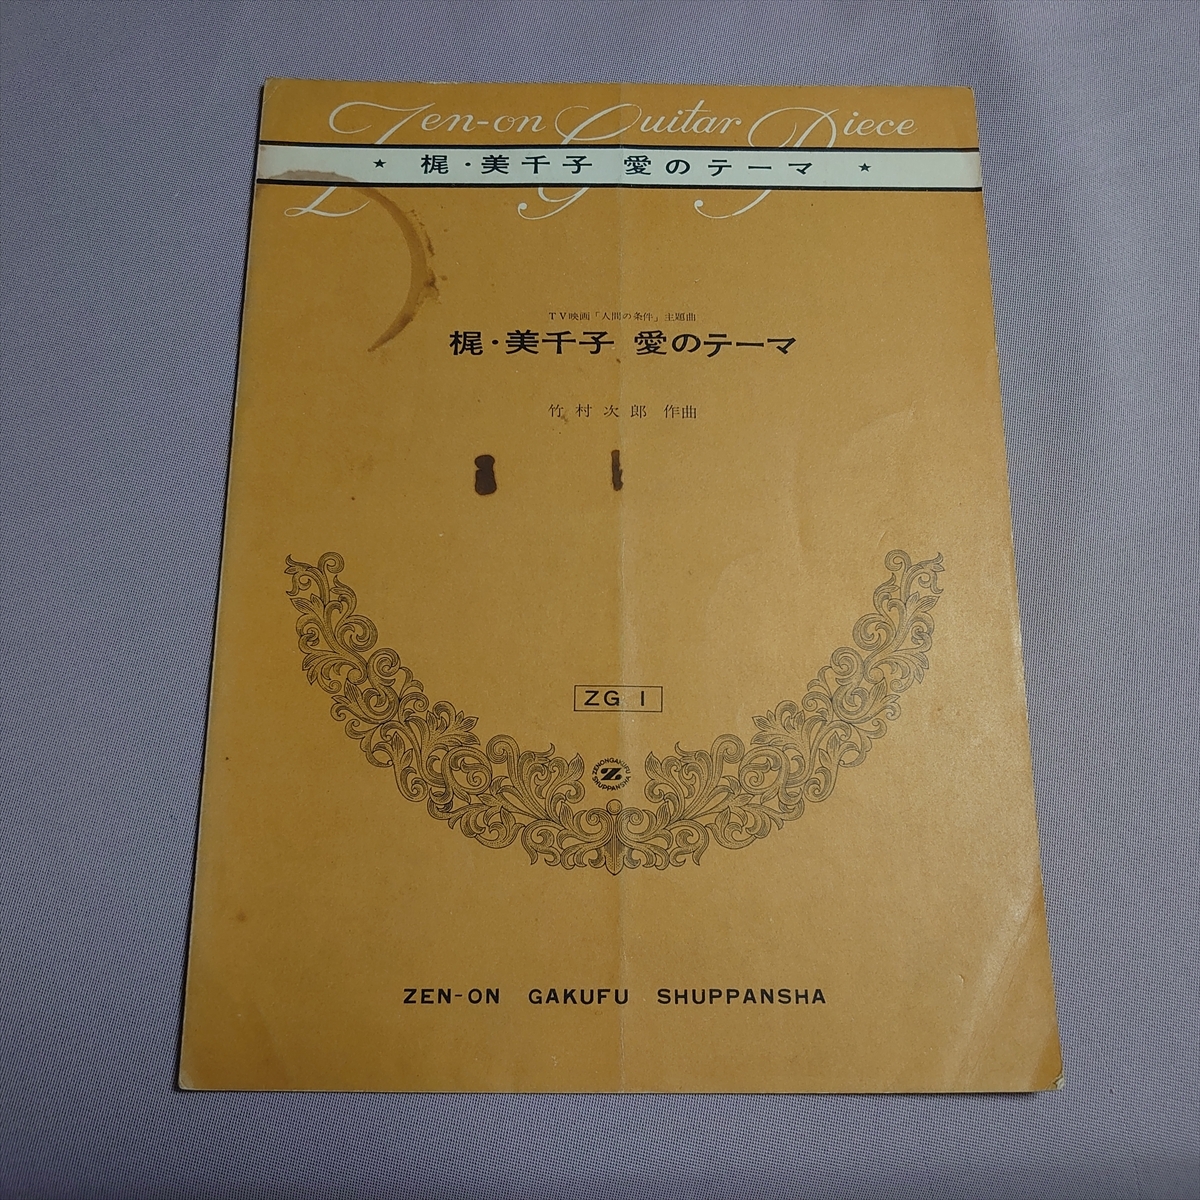 Zen-on Guitar Piece
★ 梶・美千子 愛のテーマ ★
TV映画「人間の条件」主題曲
梶・美千子 愛のテーマ
竹村次郎 作曲
ZG 1
ZENONGAKUFU
Z
SHUPPANSHA
ZEN-ON GAKUFU SHUPPANSHA